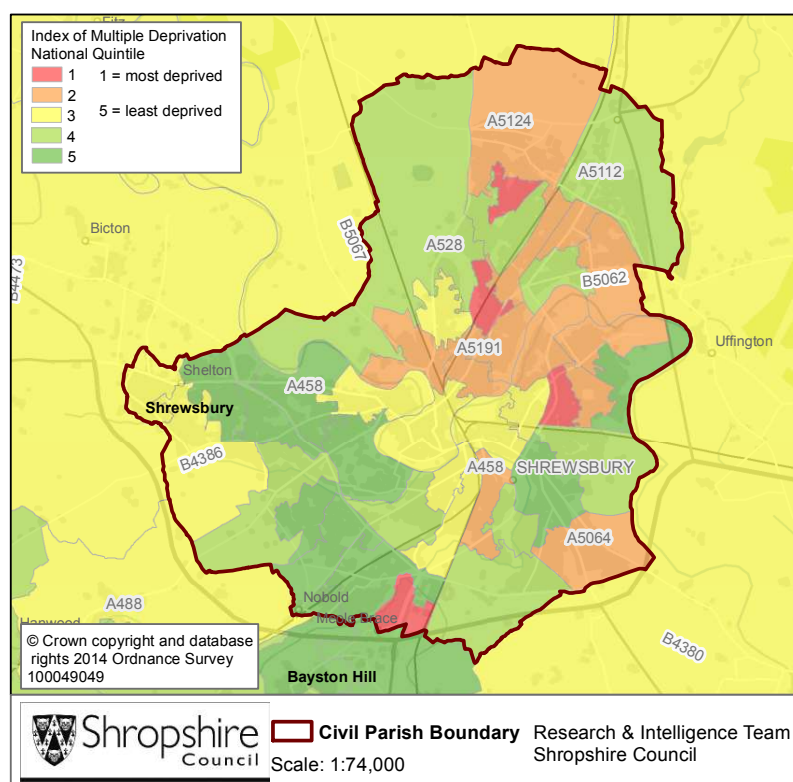 Index of Multiple Deprivation
National Quintile
1 1 = most deprived
2
3 5 = least deprived
4
5
Fitz
A5124
A5112
Bicton
B5067
A528
B4473
B5062
A5191
Uffington
Shelton
A458
Shrewsbury
B4386
A458
SHREWSBURY
A5064
Nobold
A488
Meole Brace
Hanwood
B4380
© Crown copyright and database
rights 2014 Ordnance Survey
100049049
Bayston Hill
Shropshire
Council
Civil Parish Boundary
Scale: 1:74,000
Research & Intelligence Team
Shropshire Council